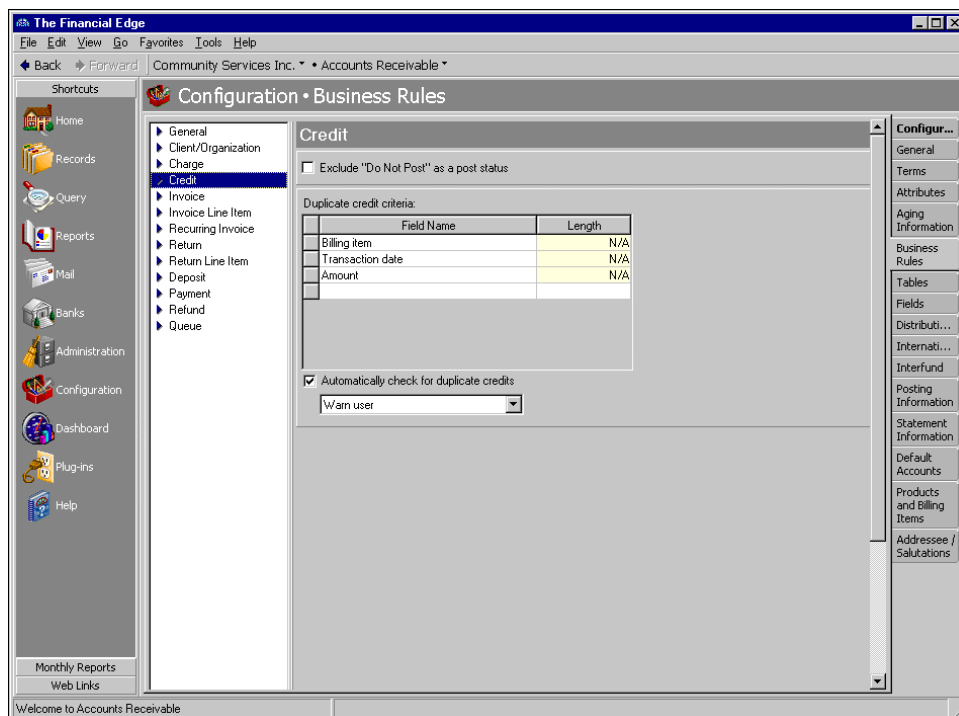 The Financial Edge
File Edit View Go Favorites Tools Help
Back Forward Community Services Inc. • Accounts Receivable
Shortcuts
Home
Records
Query
Reports
Mail
Banks
Administration
Configuration
Dashboard
Plug-ins
Help
Monthly Reports
Web Links
Configuration • Business Rules
General
Client/Organization
Charge
Credit
Invoice
Invoice Line Item
Recurring Invoice
Return
Return Line Item
Deposit
Payment
Refund
Queue
Credit
Exclude "Do Not Post" as a post status
Duplicate credit criteria:
Field Name Length
Billing item N/A
Transaction date N/A
Amount N/A
Automatically check for duplicate credits
Warn user
Configur...
General
Terms
Attributes
Aging
Information
Business
Rules
Tables
Fields
Distributi...
Internati...
Interfund
Posting
Information
Statement
Information
Default
Accounts
Products
and Billing
Items
Addressee /
Salutations
Welcome to Accounts Receivable